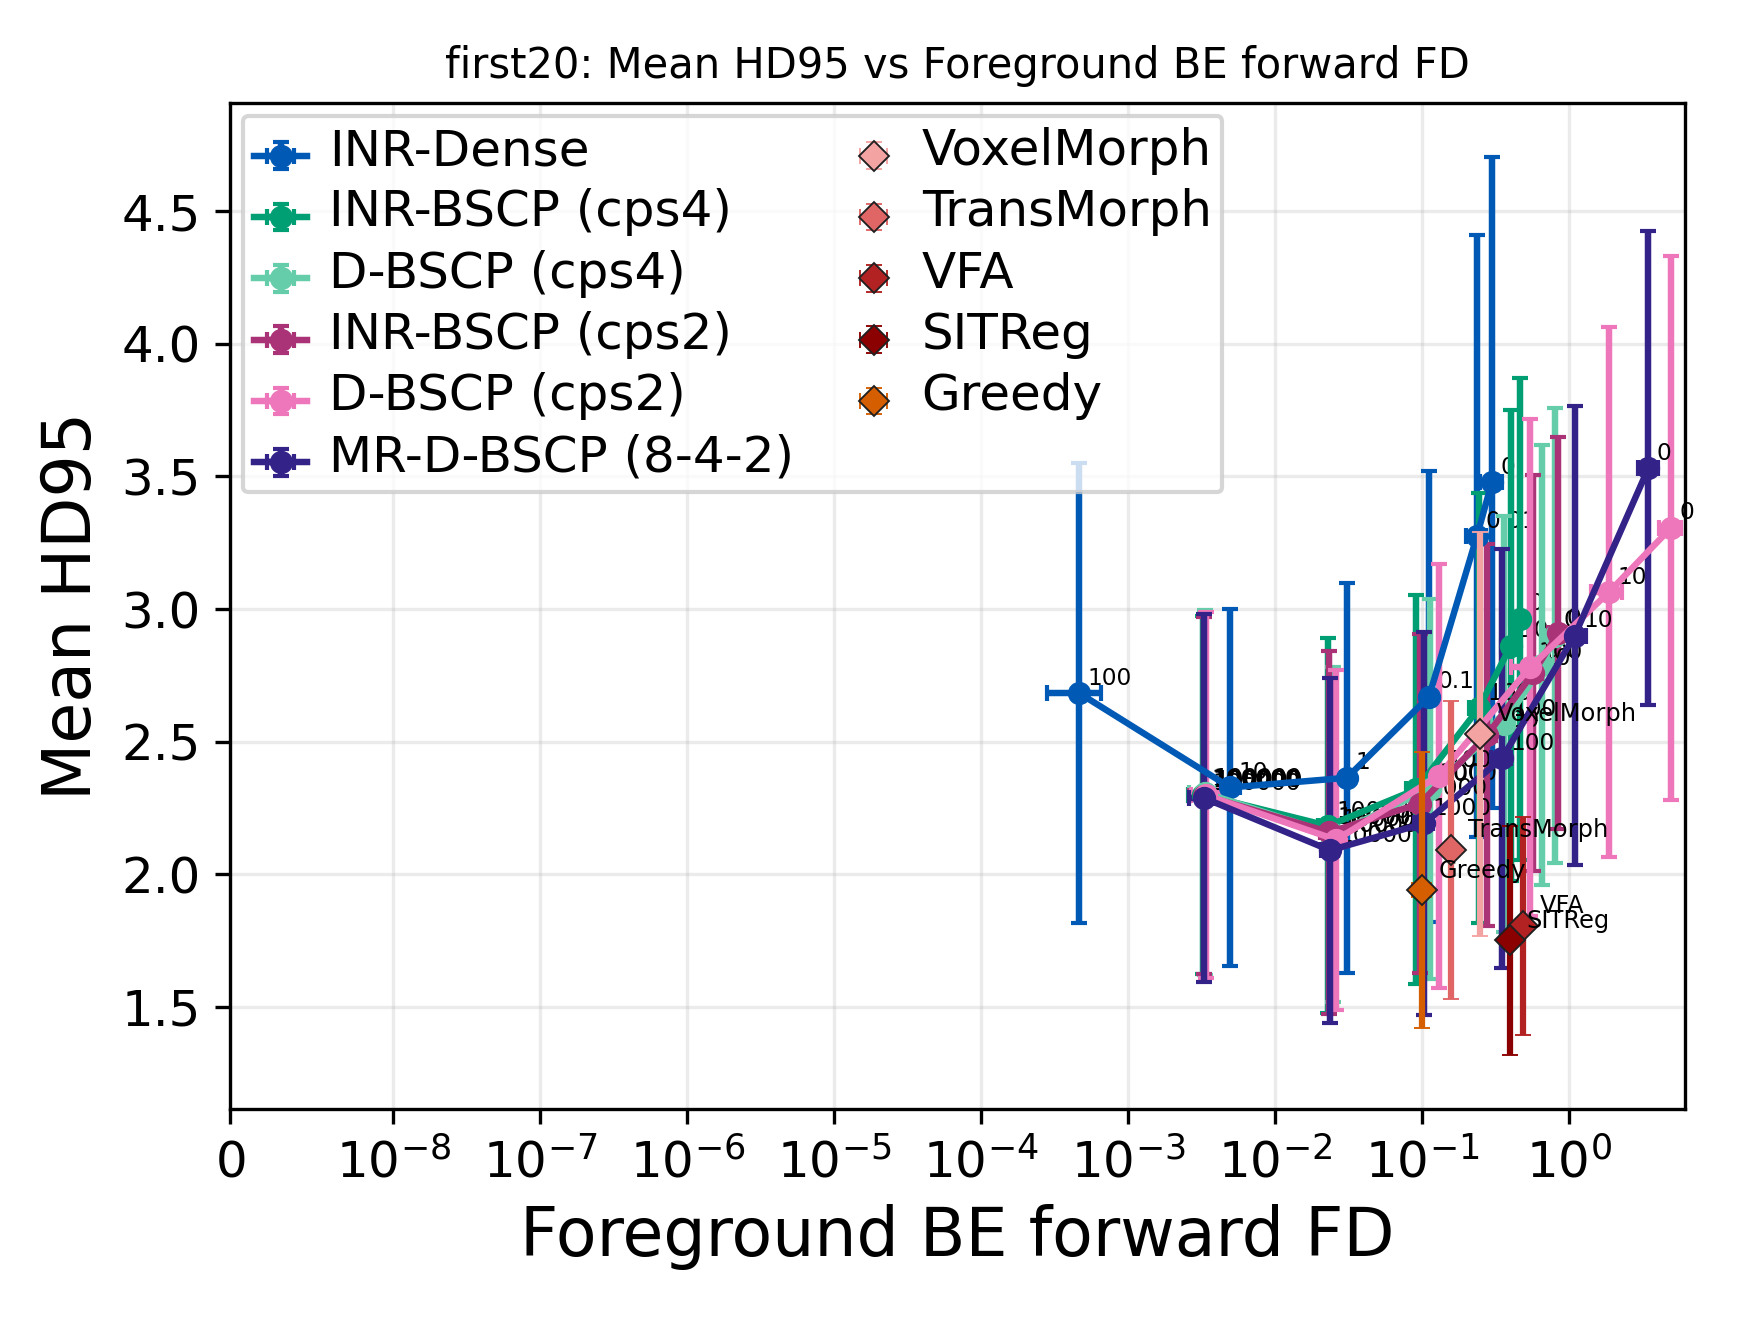 first20: Mean HD95 vs Foreground BE forward FD
INR-Dense
INR-BSCP (cps4)
D-BSCP (cps4)
INR-BSCP (cps2)
D-BSCP (cps2)
MR-D-BSCP (8-4-2)
VoxelMorph
TransMorph
VFA
SITReg
Greedy
Mean HD95
4.5
4.0
3.5
3.0
2.5
2.0
1.5
0
0
10
10
100
0.1
VoxelMorph
100
10
1
1000
TransMorph
Greedy
VFA
SITReg
0
10⁻⁸
10⁻⁷
10⁻⁶
10⁻⁵
10⁻⁴
10⁻³
10⁻²
10⁻¹
10⁰
Foreground BE forward FD